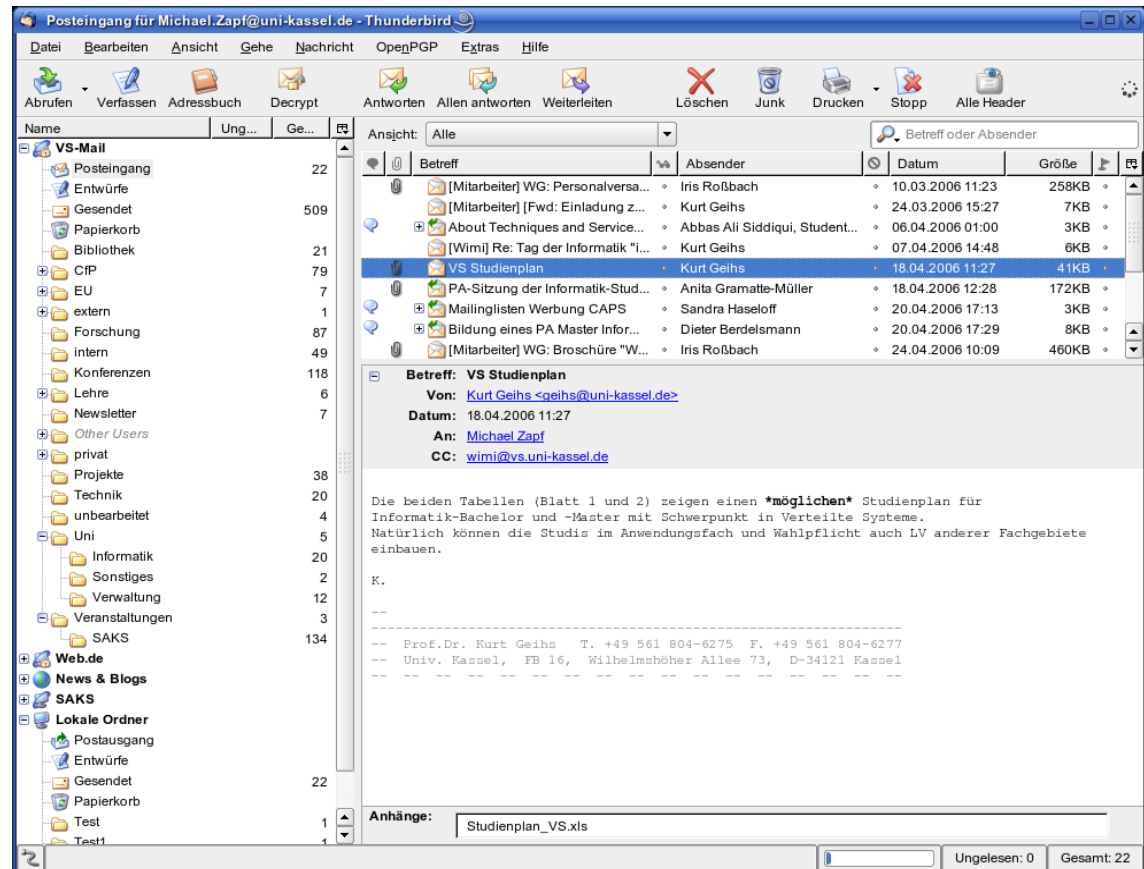 Posteingang für Michael.Zapf@uni-kassel.de - Thunderbird
Datei Bearbeiten Ansicht Gehe Nachricht OpenPGP Extras Hilfe
Abrufen Verfassen Adressbuch Decrypt Antworten Allen antworten Weiterleiten Löschen Junk Drucken Stopp Alle Header
Name Ung... Ge...
VS-Mail
Posteingang 22
Entwürfe
Gesendet 509
Papierkorb
Bibliothek 21
CfP 79
EU 7
extern 1
Forschung 87
intern 49
Konferenzen 118
Lehre 6
Newsletter 7
Other Users
privat
Projekte 38
Technik 20
unbearbeitet 4
Uni 5
Informatik 20
Sonstiges 2
Verwaltung 12
Veranstaltungen 3
SAKS 134
Web.de
News & Blogs
SAKS
Lokale Ordner
Postausgang
Entwürfe
Gesendet 22
Papierkorb
Test 1
Test1 1
Ansicht: Alle Betreff oder Absender
Betreff Absender Datum Größe
[Mitarbeiter] WG: Personalversa... Iris Roßbach 10.03.2006 11:23 258KB
[Mitarbeiter] [Fwd: Einladung z... Kurt Geihs 24.03.2006 15:27 7KB
About Techniques and Service... Abbas Ali Siddiqui, Student... 06.04.2006 01:00 3KB
[Wimi] Re: Tag der Informatik "i... Kurt Geihs 07.04.2006 14:48 6KB
VS Studienplan Kurt Geihs 18.04.2006 11:27 41KB
PA-Sitzung der Informatik-Stud... Anita Gramatte-Müller 18.04.2006 12:28 172KB
Mailinglisten Werbung CAPS Sandra Haseloff 20.04.2006 17:13 3KB
Bildung eines PA Master Infor... Dieter Berdelsmann 20.04.2006 17:29 8KB
[Mitarbeiter] WG: Broschüre "W... Iris Roßbach 24.04.2006 10:09 460KB
Betreff: VS Studienplan
Von: Kurt Geihs <geihs@uni-kassel.de>
Datum: 18.04.2006 11:27
An: Michael Zapf
CC: wimi@vs.uni-kassel.de
Die beiden Tabellen (Blatt 1 und 2) zeigen einen *möglichen* Studienplan für
Informatik-Bachelor und -Master mit Schwerpunkt in Verteilte Systeme.
Natürlich können die Studis im Anwendungsfach und Wahlpflicht auch LV anderer Fachgebiete
einbauen.
K.
--
-----------------------------------------------------------------
-- Prof.Dr. Kurt Geihs T. +49 561 804-6275 F. +49 561 804-6277
-- Univ. Kassel, FB 16, Wilhelmshöher Allee 73, D-34121 Kassel
-- -- -- -- -- -- -- -- -- -- -- -- -- -- -- -- --
Anhänge: Studienplan_VS.xls
Ungelesen: 0 Gesamt: 22